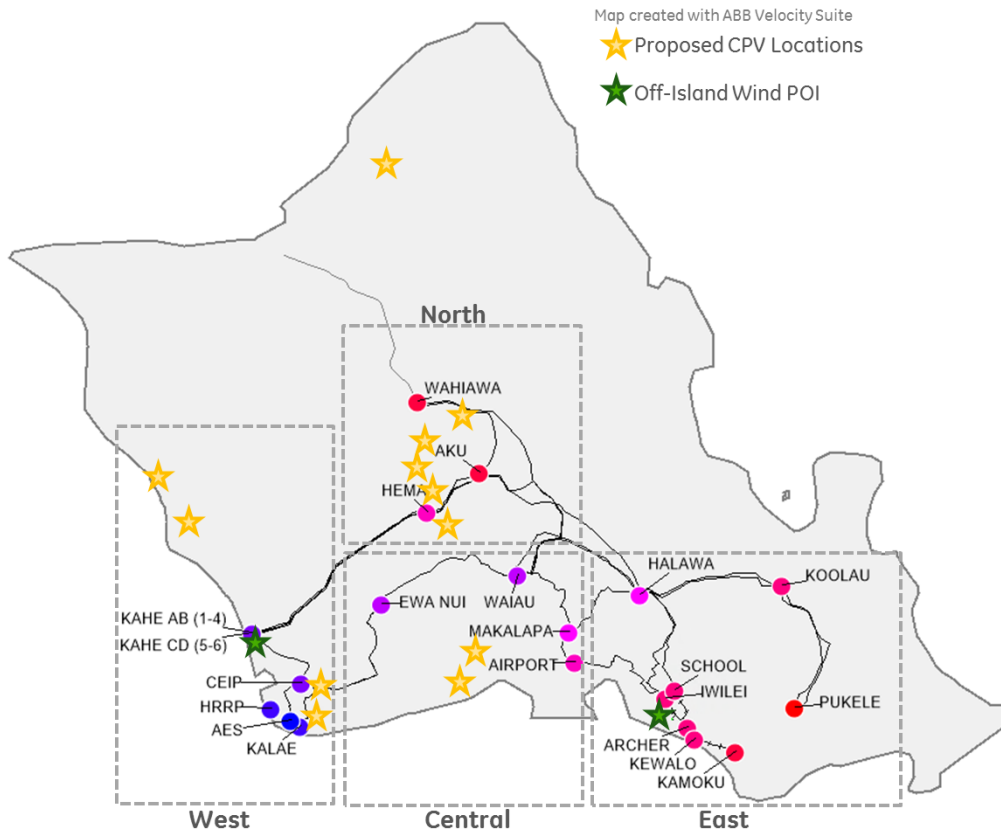 Map created with ABB Velocity Suite
Proposed CPV Locations
Off-Island Wind POI
North
WAHIAWA
AKU
HEMA
HALAWA
KOOLAU
EWA NUI
WAIAU
KAHE AB (1-4)
MAKALAPA
KAHE CD (5-6)
AIRPORT
SCHOOL
CEIP
IWILEI
HRRP
PUKELE
AES
KALAE
ARCHER
KEWALO
KAMOKU
West
Central
East